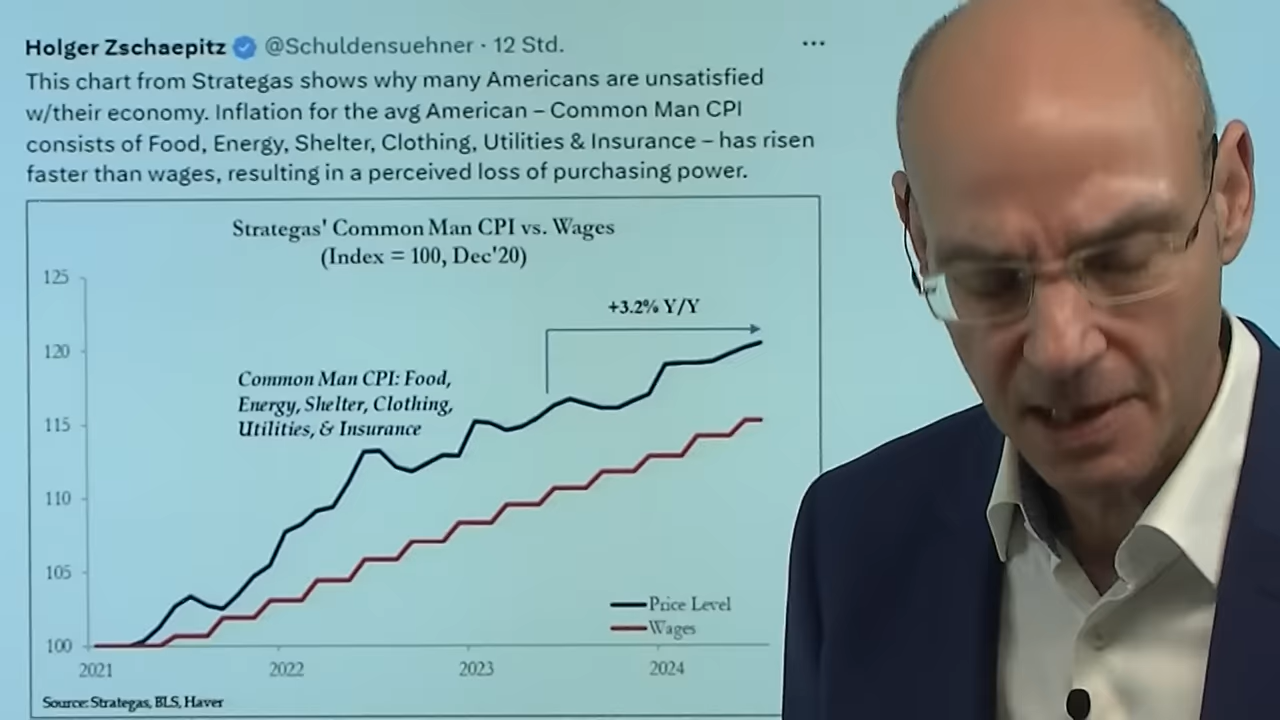 Holger Zschaepitz @Schuldensuehner · 12 Std.
This chart from Strategas shows why many Americans are unsatisfied
w/their economy. Inflation for the avg American – Common Man CPI
consists of Food, Energy, Shelter, Clothing, Utilities & Insurance – has risen
faster than wages, resulting in a perceived loss of purchasing power.
Strategas' Common Man CPI vs. Wages
(Index = 100, Dec'20)
125
+3.2% Y/Y
120
Common Man CPI: Food,
Energy, Shelter, Clothing,
Utilities, & Insurance
115
110
105
Price Level
Wages
100
2021 2022 2023 2024
Source: Strategas, BLS, Haver